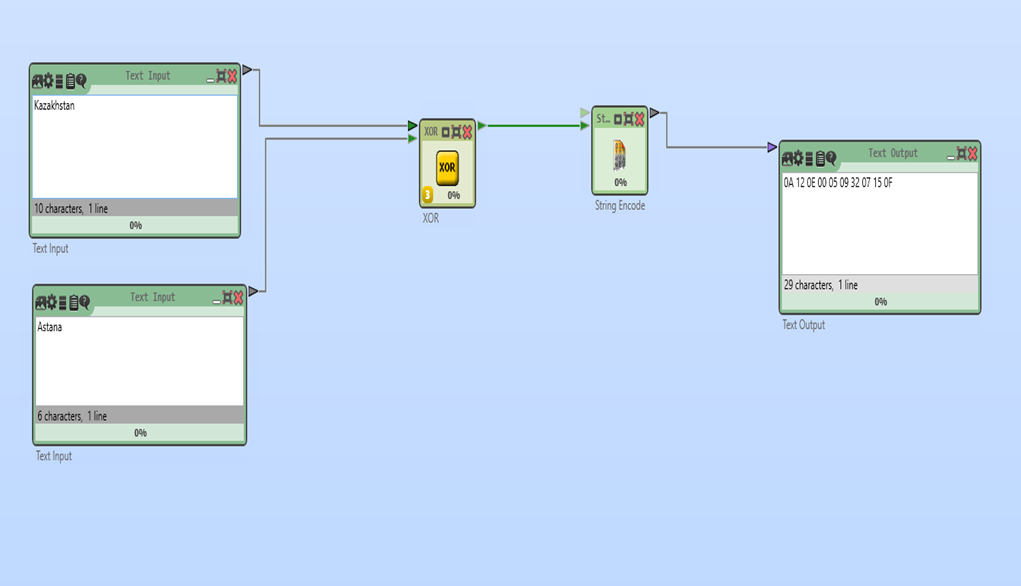 Text Input
Kazakhstan
10 characters, 1 line
0%
Text Input
Text Input
Astana
6 characters, 1 line
0%
Text Input
XOR
XOR
3
0%
XOR
St...
0%
String Encode
Text Output
0A 12 0E 00 05 09 32 07 15 0F
29 characters, 1 line
0%
Text Output